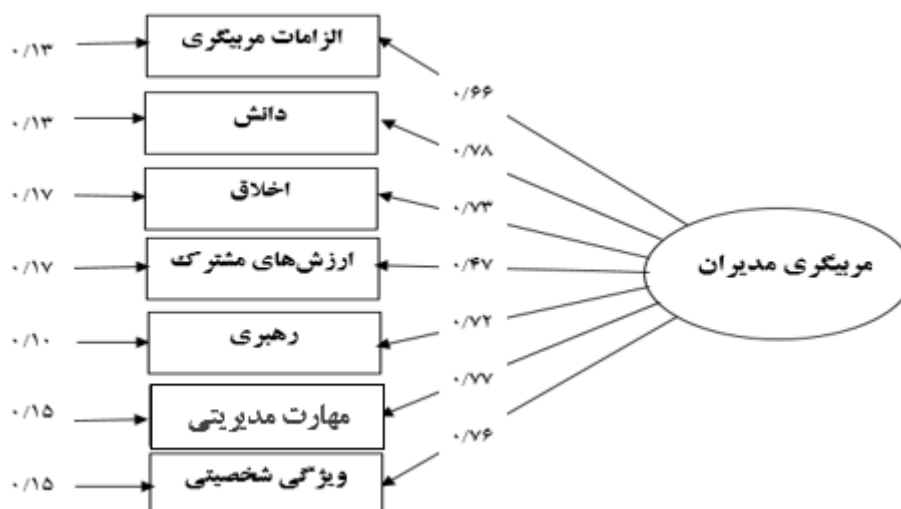 الزامات مربیگری
۰/۱۳
۰/۶۶
دانش
۰/۱۳
۰/۷۸
اخلاق
۰/۱۷
۰/۷۳
ارزش‌های مشترک
۰/۱۷
۰/۴۷
مربیگری مدیران
رهبری
۰/۱۰
۰/۷۲
مهارت مدیریتی
۰/۱۵
۰/۷۷
ویژگی شخصیتی
۰/۱۵
۰/۷۶